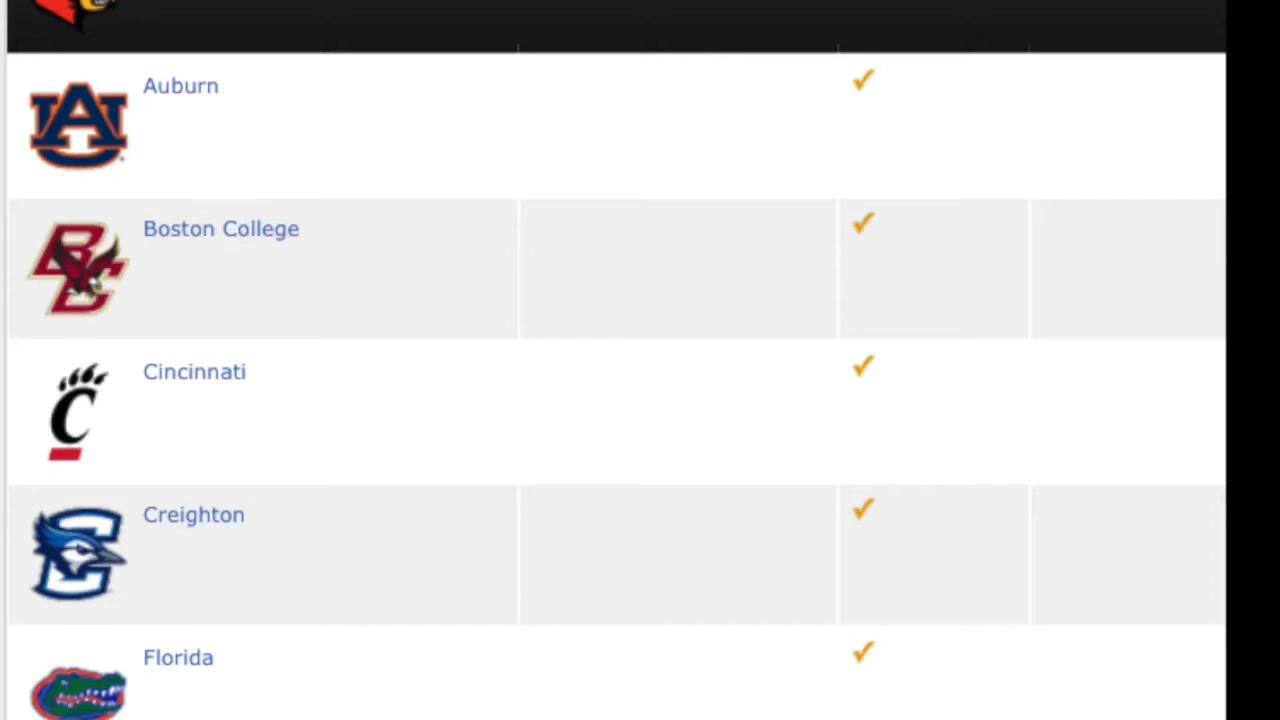 Auburn
✓
Boston College
✓
Cincinnati
✓
Creighton
✓
Florida
✓